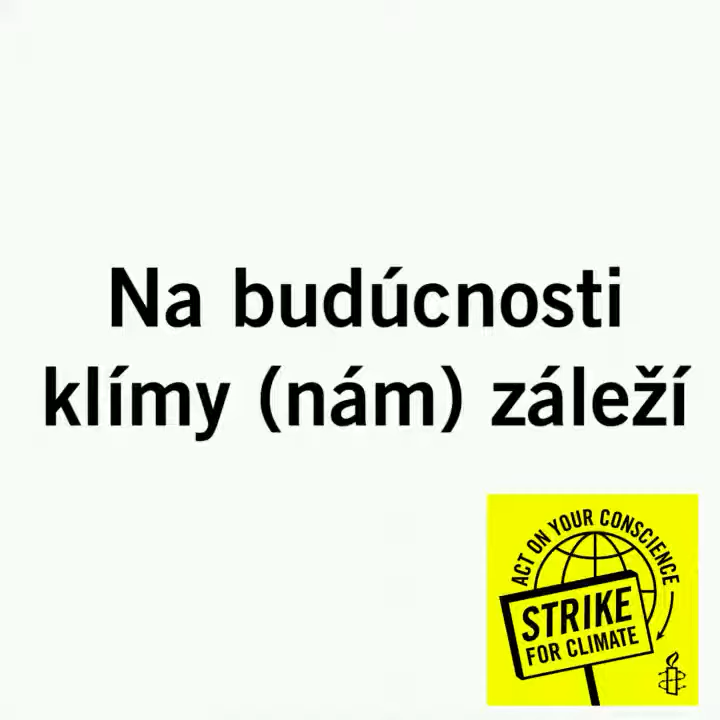 Na budúcnosti
klímy (nám) záleží
ACT ON YOUR CONSCIENCE
STRIKE
FOR CLIMATE